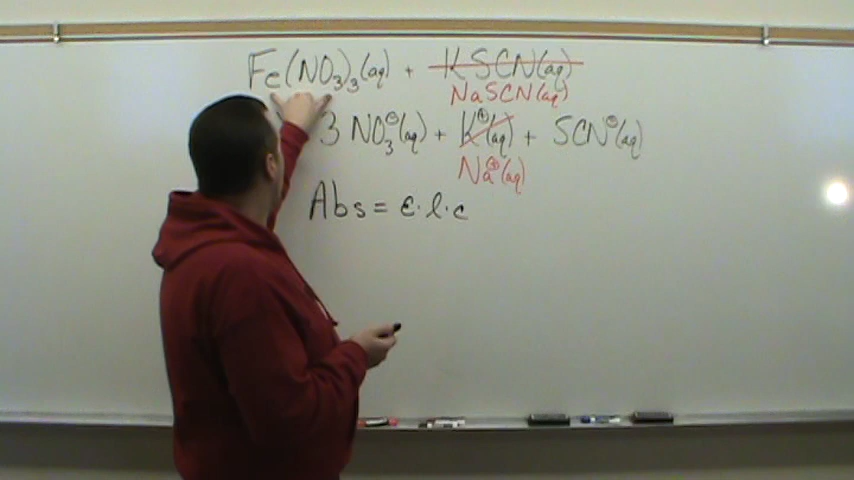 Fe(NO₃)₃(aq) + KSCN(aq)
NaSCN(aq)
3 NO₃⊖(aq) + K⊕(aq) + SCN⊖(aq)
Na⊕(aq)
Abs = ε·l·c